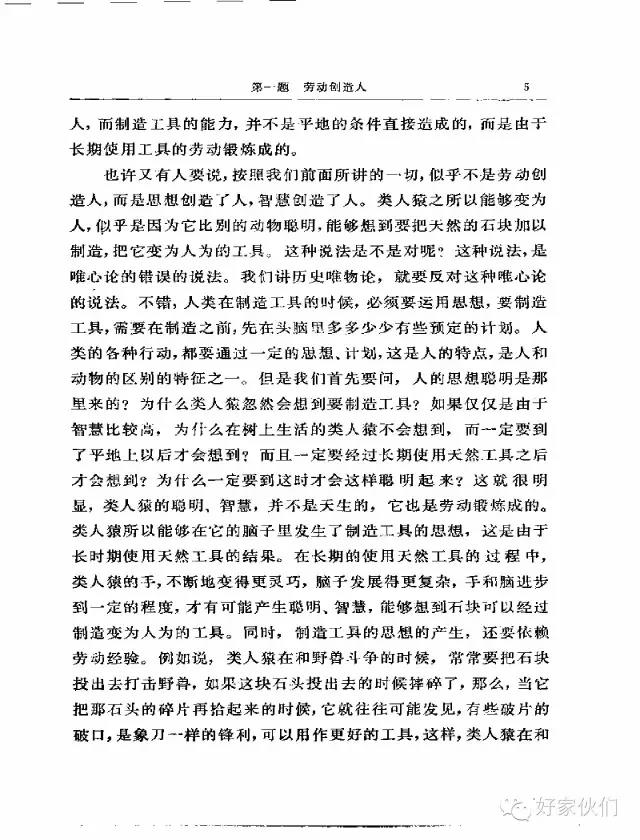 第一题 劳动创造人 5
人，而制造工具的能力，并不是平地的条件直接造成的，而是由于
长期使用工具的劳动锻炼成的。
也许又有人要说，按照我们前面所讲的一切，似乎不是劳动创
造人，而是思想创造了人，智慧创造了人。类人猿之所以能够变为
人，似乎是因为它比别的动物聪明，能够想到要把天然的石块加以
制造，把它变为人为的工具。这种说法是不是对呢？这种说法，是
唯心论的错误的说法。我们讲历史唯物论，就要反对这种唯心论
的说法。不错，人类在制造工具的时候，必须要运用思想，要制造
工具，需要在制造之前，先在头脑里多多少少有些预定的计划。人
类的各种行动，都要通过一定的思想、计划，这是人的特点，是人和
动物的区别的特征之一。但是我们首先要问，人的思想聪明是那
里来的？为什么类人猿忽然会想到要制造工具？如果仅仅是由于
智慧比较高，为什么在树上生活的类人猿不会想到，而一定要到
了平地上以后才会想到？而且一定要经过长期使用天然工具之后
才会想到？为什么一定要到这时才会这样聪明起来？这就很明
显，类人猿的聪明、智慧，并不是天生的，它也是劳动锻炼成的。
类人猿所以能够在它的脑子里发生了制造工具的思想，这是由于
长时期使用天然工具的结果。在长期的使用天然工具的过程中，
类人猿的手，不断地变得更灵巧，脑子发展得更复杂，手和脑进步
到一定的程度，才有可能产生聪明、智慧，能够想到石块可以经过
制造变为人为的工具。同时，制造工具的思想的产生，还要依赖
劳动经验。例如说，类人猿在和野兽斗争的时候，常常要把石块
投出去打击野兽，如果这块石头投出去的时候摔碎了，那么，当它
把那石头的碎片再拾起来的时候，它就往往可能发见，有些破片的
破口，是象刀一样的锋利，可以用作更好的工具，这样，类人猿在和
好家伙们